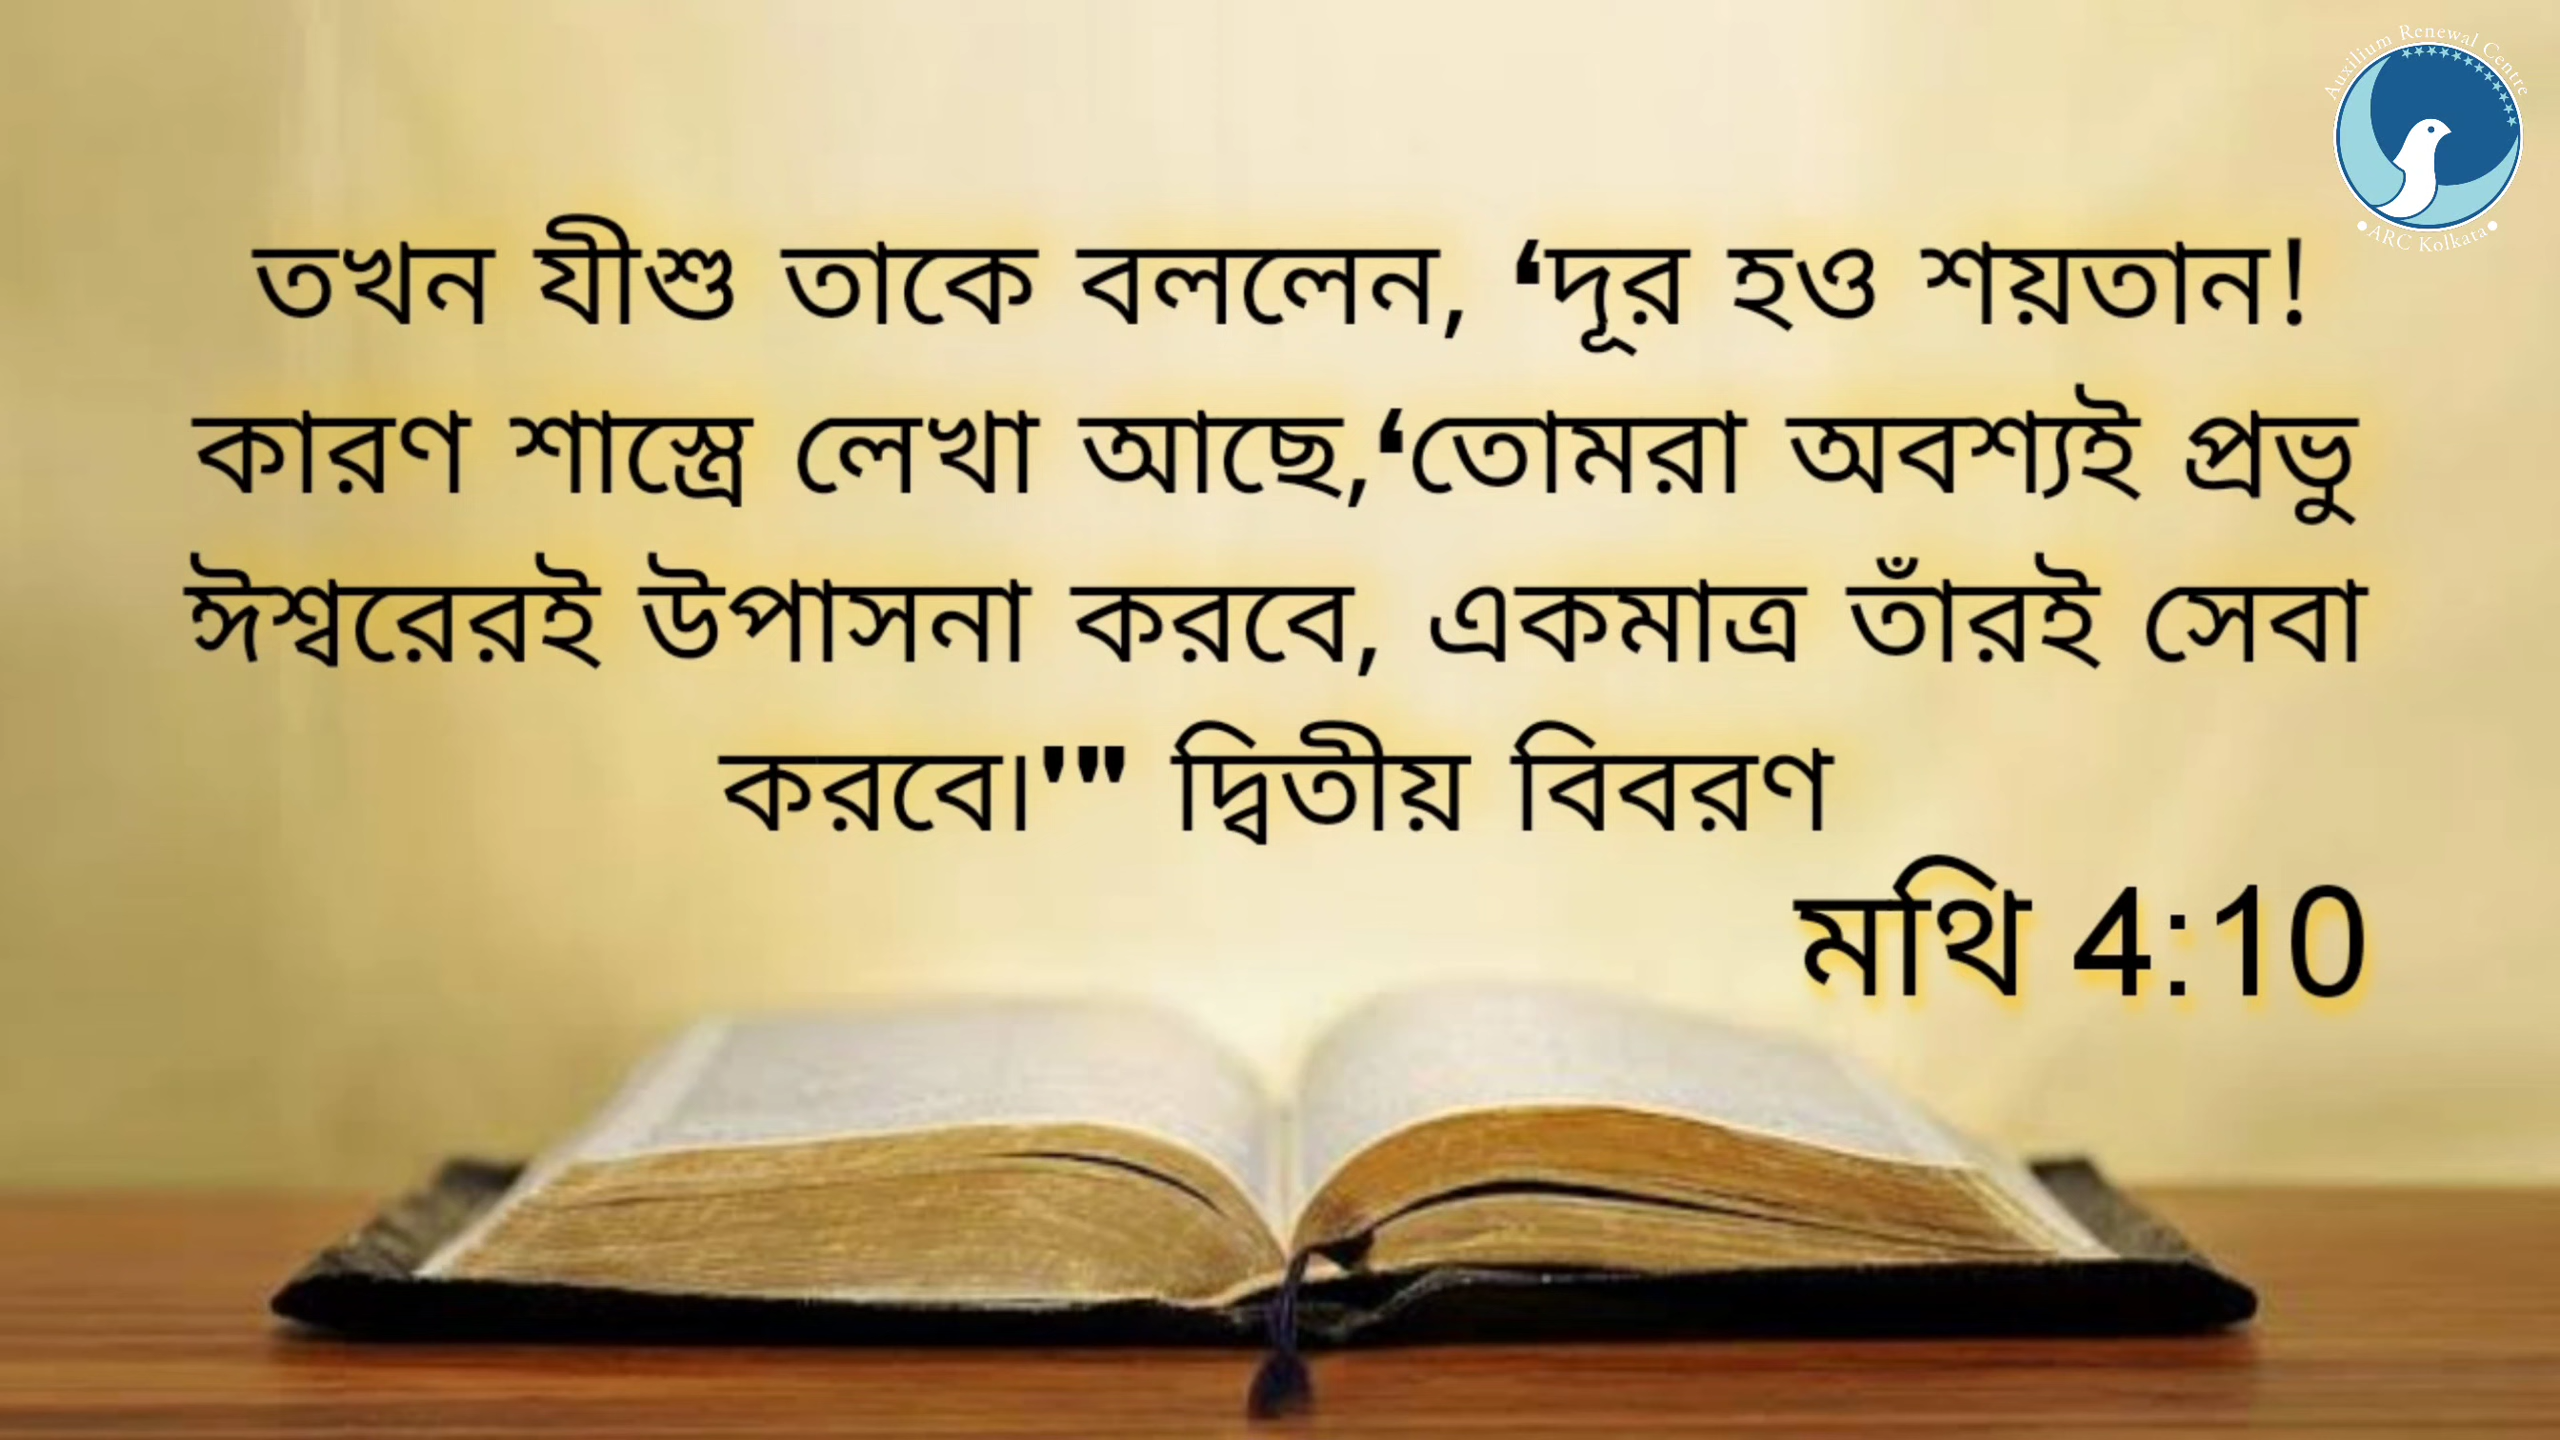 Auxilium Renewal Centre
ARC Kolkata
তখন যীশু তাকে বললেন, ‘দূর হও শয়তান!
কারণ শাস্ত্রে লেখা আছে,‘তোমরা অবশ্যই প্রভু
ঈশ্বরেরই উপাসনা করবে, একমাত্র তাঁরই সেবা
করবে।'" দ্বিতীয় বিবরণ
মথি 4:10